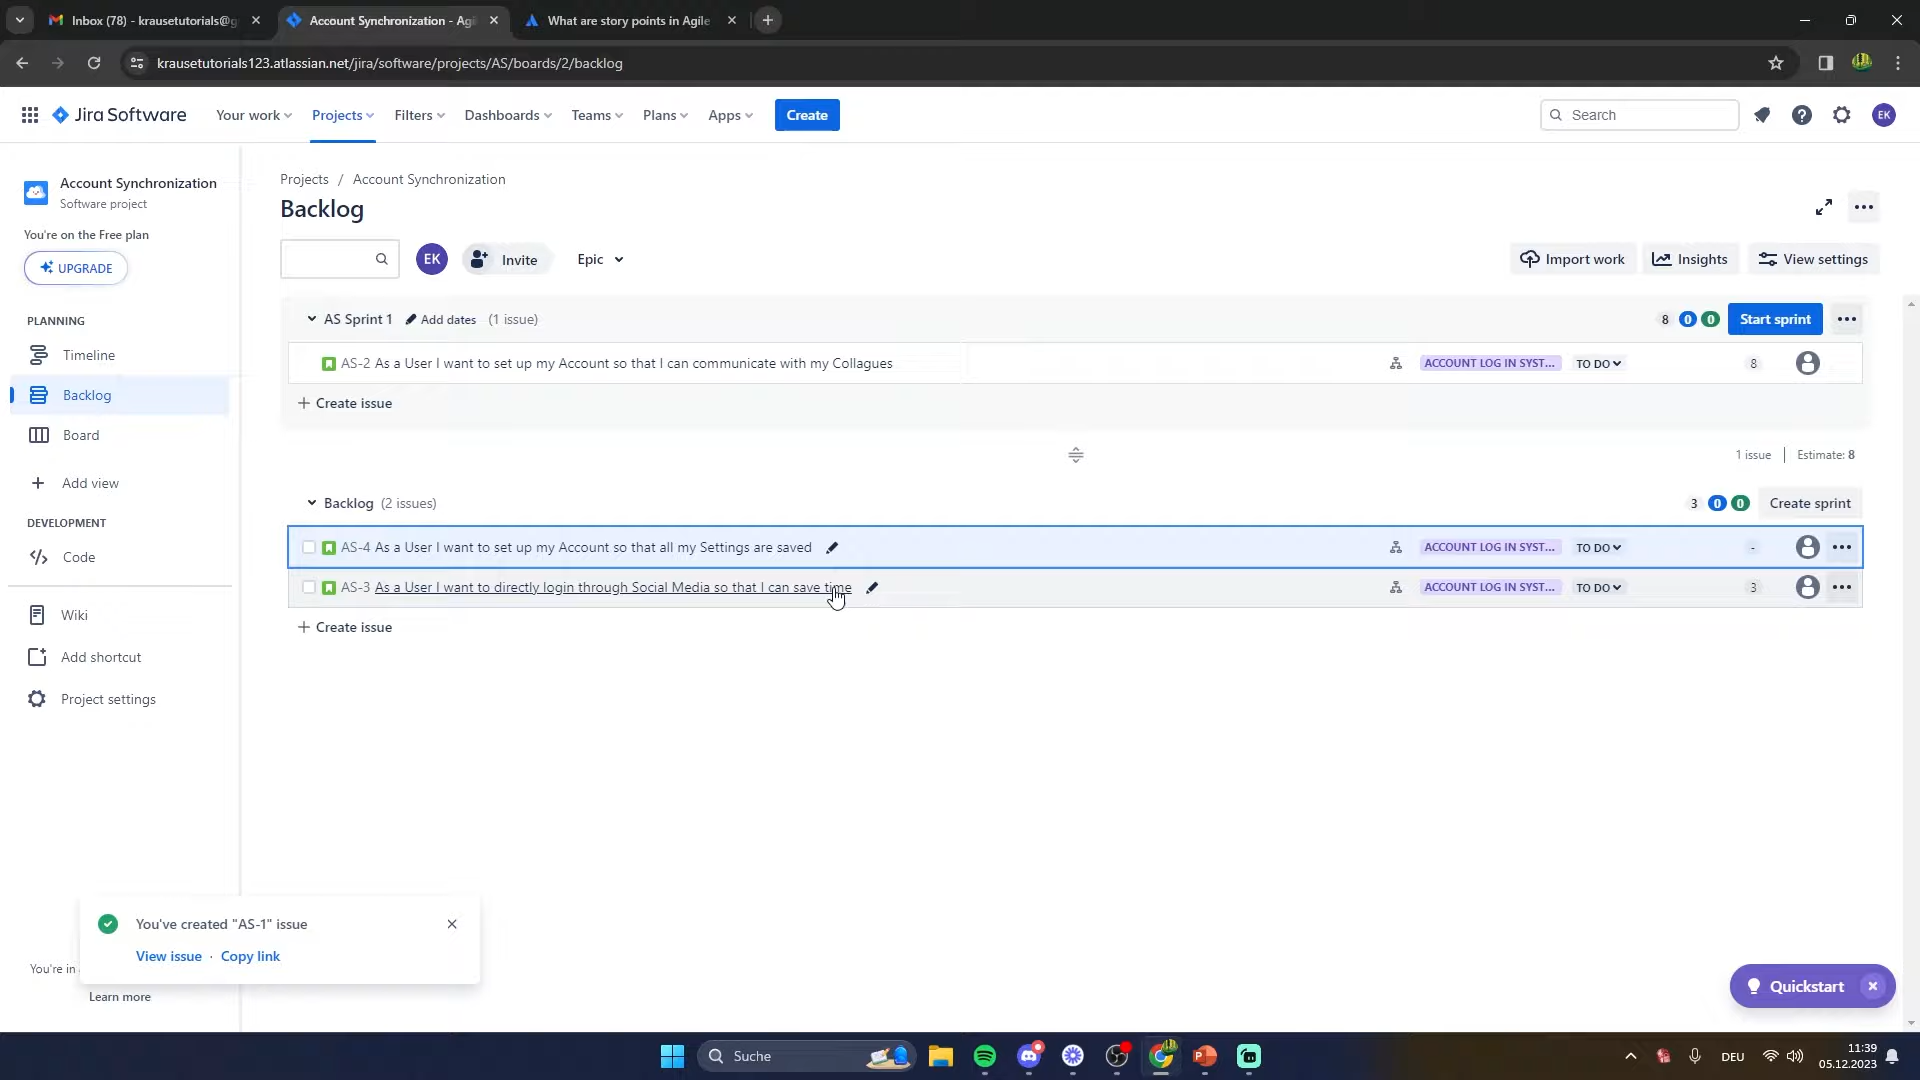 Inbox (78) - krausetutorials@g
Account Synchronization - Agi
What are story points in Agile
krausetutorials123.atlassian.net/jira/software/projects/AS/boards/2/backlog
Jira Software
Your work
Projects
Filters
Dashboards
Teams
Plans
Apps
Create
Search
EK
Account Synchronization
Software project
You're on the Free plan
UPGRADE
PLANNING
Timeline
Backlog
Board
Add view
DEVELOPMENT
Code
Wiki
Add shortcut
Project settings
Projects / Account Synchronization
Backlog
EK
Invite
Epic
Import work
Insights
View settings
AS Sprint 1
Add dates
(1 issue)
8 0 0
Start sprint
AS-2 As a User I want to set up my Account so that I can communicate with my Collagues
ACCOUNT LOG IN SYST...
TO DO
8
+ Create issue
1 issue
Estimate: 8
Backlog (2 issues)
3 0 0
Create sprint
AS-4 As a User I want to set up my Account so that all my Settings are saved
ACCOUNT LOG IN SYST...
TO DO
-
AS-3 As a User I want to directly login through Social Media so that I can save time
ACCOUNT LOG IN SYST...
TO DO
3
+ Create issue
You've created "AS-1" issue
View issue · Copy link
You're in
Learn more
Quickstart
Suche
DEU
11:39
05.12.2023